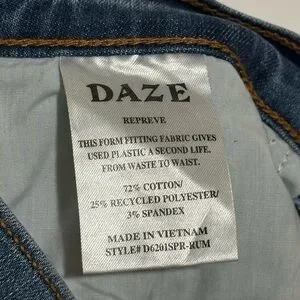 DAZE
REPREVE
THIS FORM FITTING FABRIC GIVES
USED PLASTIC A SECOND LIFE.
FROM WASTE TO WAIST.
72% COTTON/
25% RECYCLED POLYESTER/
3% SPANDEX
MADE IN VIETNAM
STYLE# D6201SPR-RUM